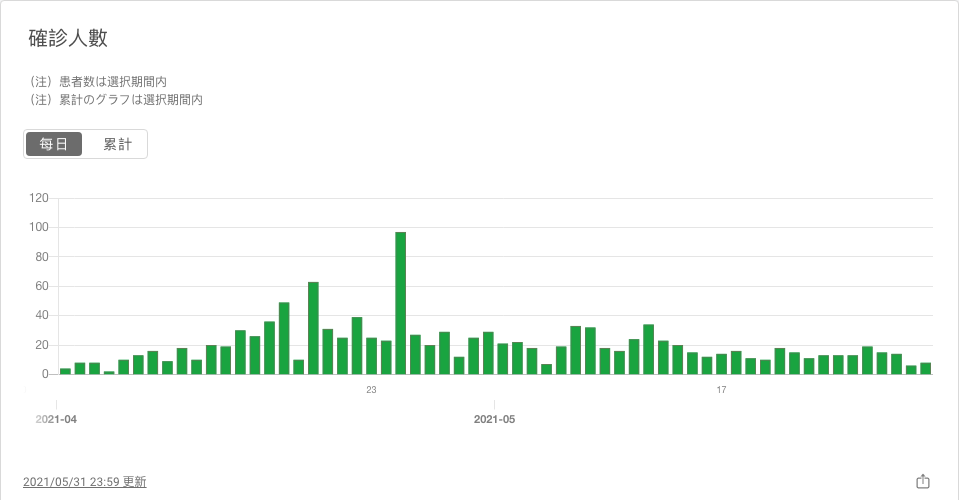 確診人數
（注）患者数は選択期間内
（注）累計のグラフは選択期間内
每日 累計
120
100
80
60
40
20
0
23 17
2021-04 2021-05
2021/05/31 23:59 更新